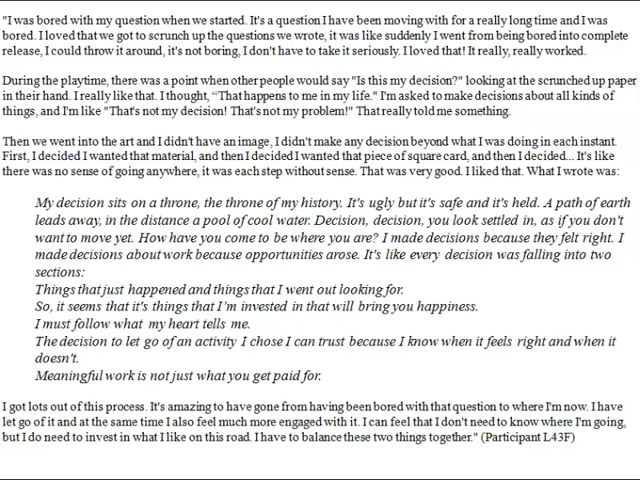 "I was bored with my question when we started. It's a question I have been moving with for a really long time and I was
bored. I loved that we got to scrunch up the questions we wrote, it was like suddenly I went from being bored into complete
release, I could throw it around, it's not boring, I don't have to take it seriously. I loved that! It really, really worked.
During the playtime, there was a point when other people would say "Is this my decision?" looking at the scrunched up paper
in their hand. I really like that. I thought, “That happens to me in my life." I'm asked to make decisions about all kinds of
things, and I'm like "That's not my decision! That's not my problem!" That really told me something.
Then we went into the art and I didn't have an image, I didn't make any decision beyond what I was doing in each instant.
First, I decided I wanted that material, and then I decided I wanted that piece of square card, and then I decided... It's like
there was no sense of going anywhere, it was each step without sense. That was very good. I liked that. What I wrote was:
My decision sits on a throne, the throne of my history. It's ugly but it's safe and it's held. A path of earth
leads away, in the distance a pool of cool water. Decision, decision, you look settled in, as if you don't
want to move yet. How have you come to be where you are? I made decisions because they felt right. I
made decisions about work because opportunities arose. It's like every decision was falling into two
sections:
Things that just happened and things that I went out looking for.
So, it seems that it's things that I'm invested in that will bring you happiness.
I must follow what my heart tells me.
The decision to let go of an activity I chose I can trust because I know when it feels right and when it
doesn't.
Meaningful work is not just what you get paid for.
I got lots out of this process. It's amazing to have gone from having been bored with that question to where I'm now. I have
let go of it and at the same time I also feel much more engaged with it. I can feel that I don't need to know where I'm going,
but I do need to invest in what I like on this road. I have to balance these two things together." (Participant L43F)